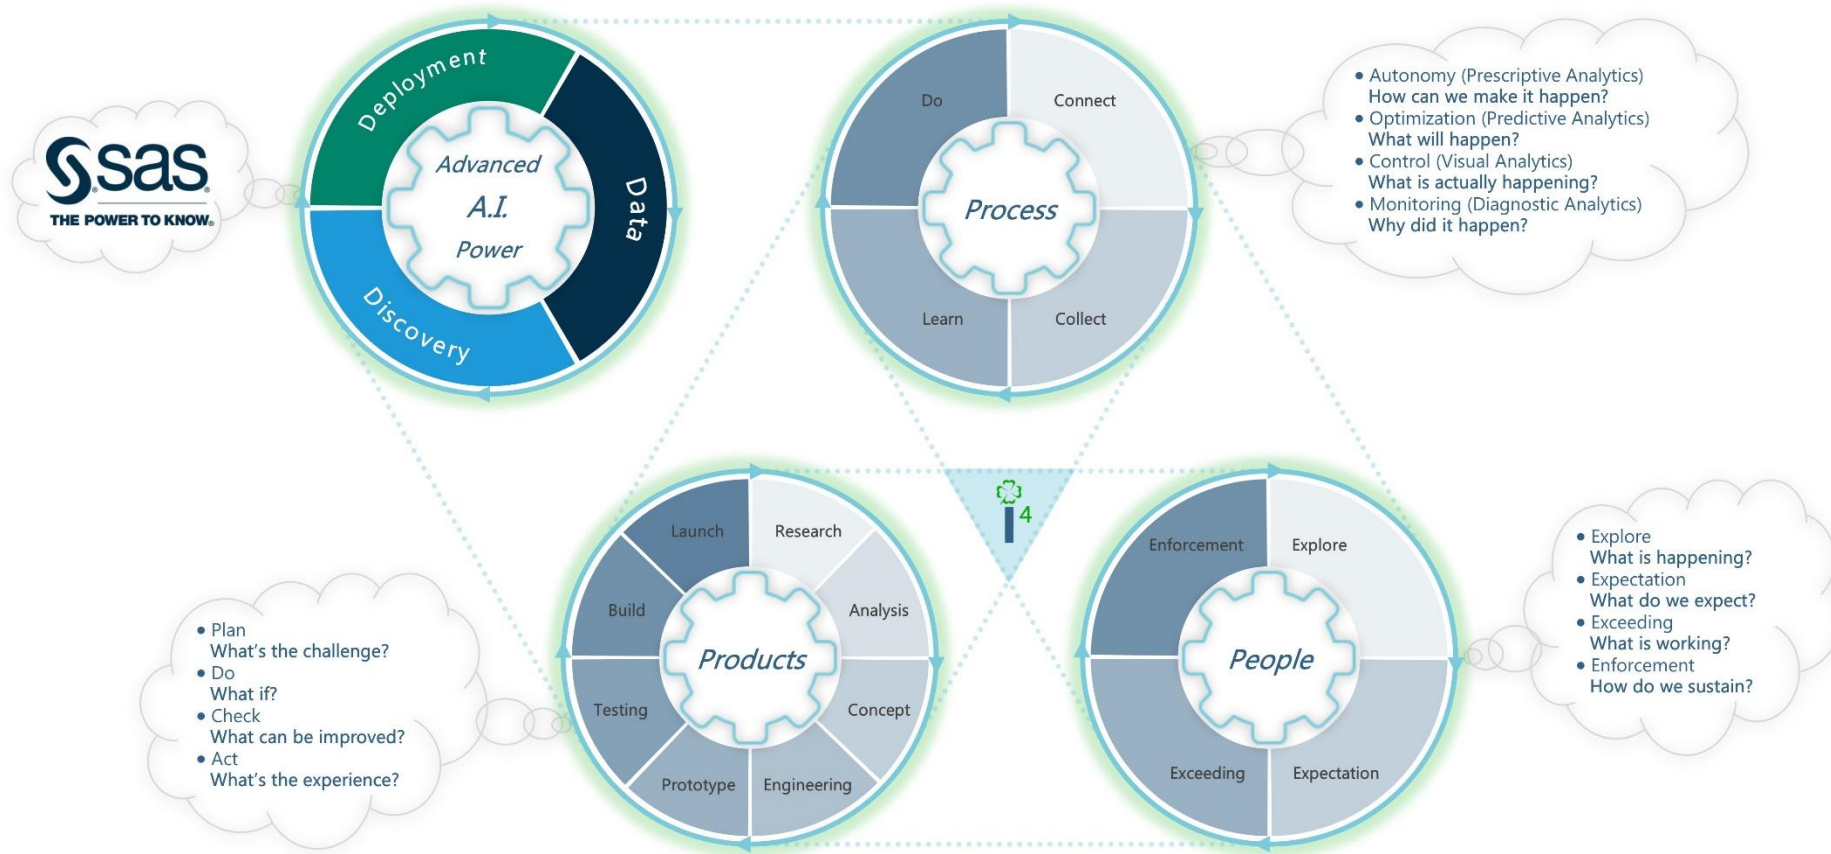 sas
THE POWER TO KNOW®
Deployment
Data
Discovery
Advanced
A.I.
Power
Do
Connect
Learn
Collect
Process
• Autonomy (Prescriptive Analytics)
How can we make it happen?
• Optimization (Predictive Analytics)
What will happen?
• Control (Visual Analytics)
What is actually happening?
• Monitoring (Diagnostic Analytics)
Why did it happen?
4
Launch
Research
Build
Analysis
Testing
Concept
Prototype
Engineering
Products
• Plan
What's the challenge?
• Do
What if?
• Check
What can be improved?
• Act
What's the experience?
Enforcement
Explore
Exceeding
Expectation
People
• Explore
What is happening?
• Expectation
What do we expect?
• Exceeding
What is working?
• Enforcement
How do we sustain?